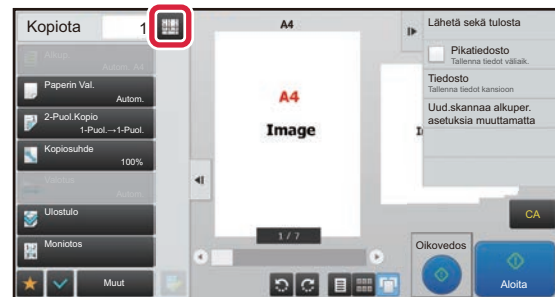 Kopiota 1
Alkup.
Autom. A4
Paperin Val.
Autom.
2-Puol.Kopio
1-Puol.→1-Puol.
Kopiosuhde
100%
Valotus
Autom.
Ulostulo
Moniotos
Muut
A4
A4
Image
1 / 7
Lähetä sekä tulosta
Pikatiedosto
Tallenna tiedot väliaik.
Tiedosto
Tallenna tiedot kansioon
Uud.skannaa alkuper.
asetuksia muuttamatta
CA
Oikovedos
Aloita